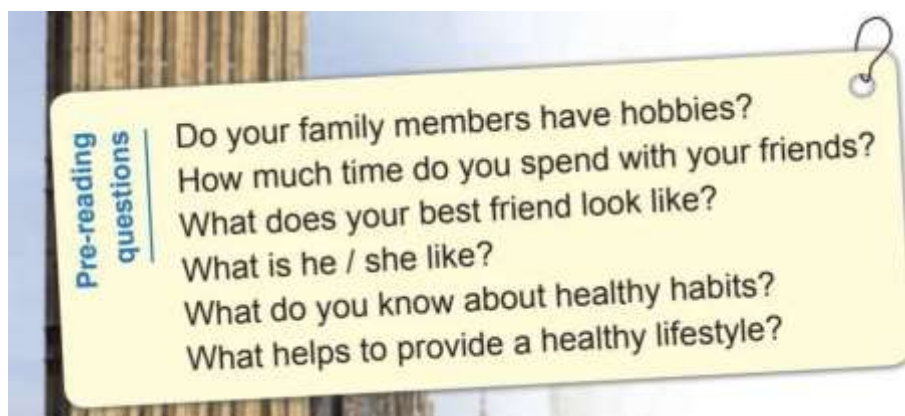 Pre-reading
questions
Do your family members have hobbies?
How much time do you spend with your friends?
What does your best friend look like?
What is he / she like?
What do you know about healthy habits?
What helps to provide a healthy lifestyle?